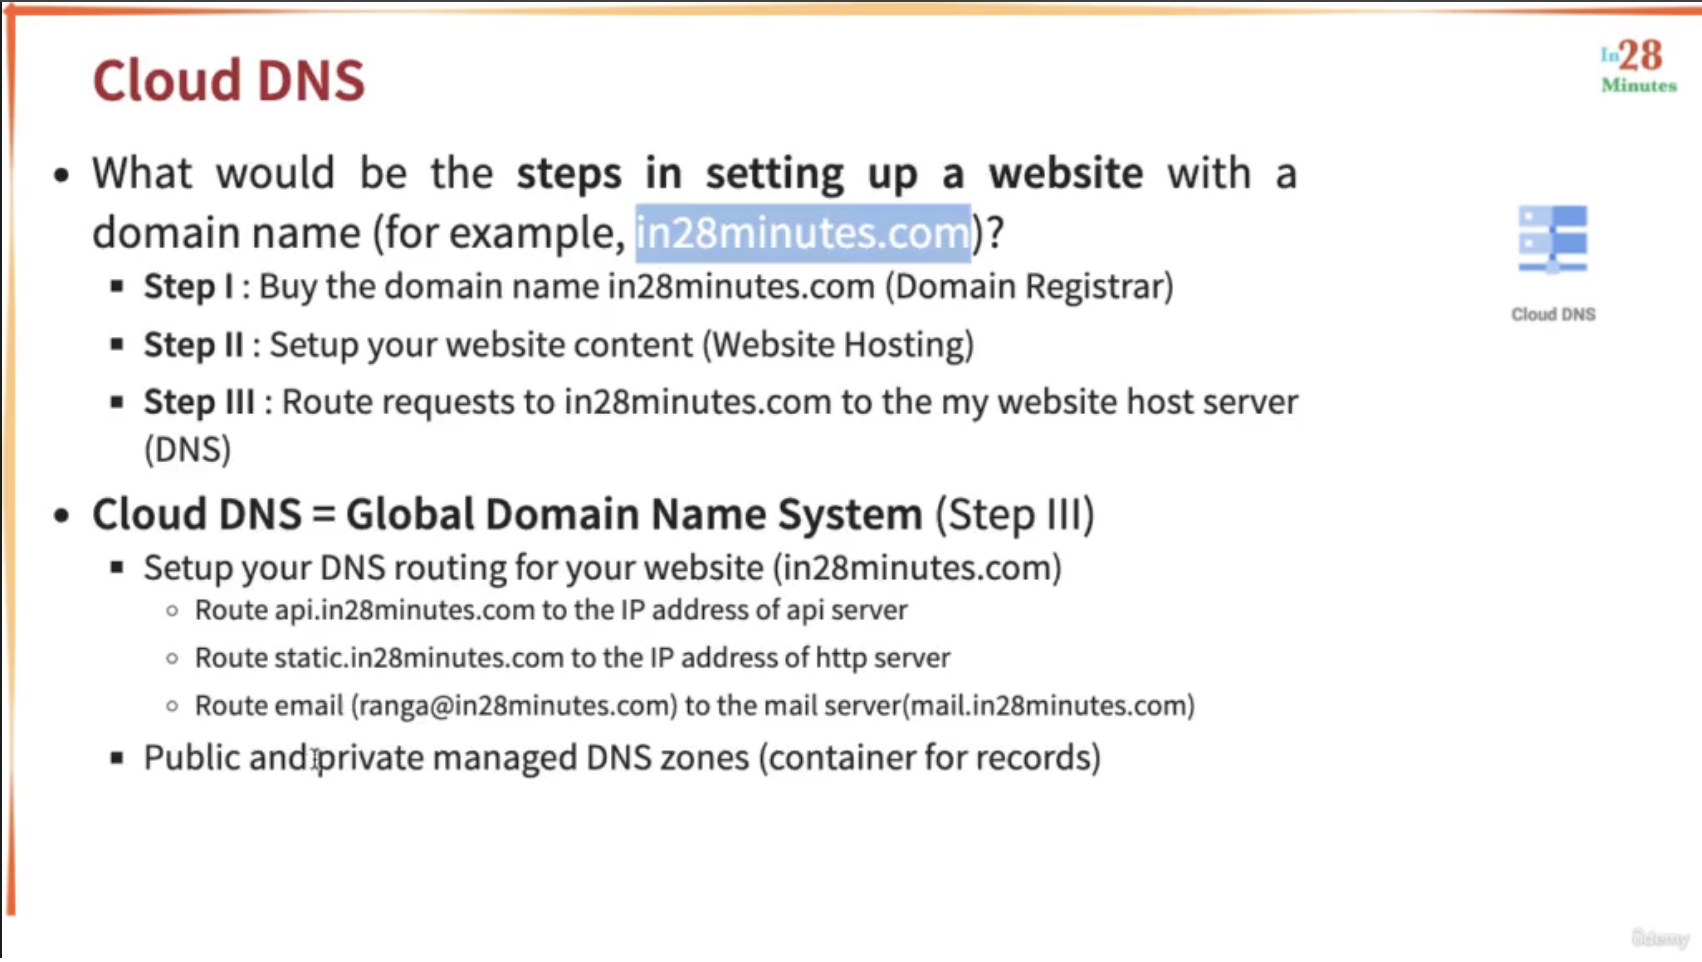 Cloud DNS
In28
Minutes
• What would be the steps in setting up a website with a
domain name (for example, in28minutes.com)?
▪ Step I : Buy the domain name in28minutes.com (Domain Registrar)
▪ Step II : Setup your website content (Website Hosting)
▪ Step III : Route requests to in28minutes.com to the my website host server
(DNS)
Cloud DNS
• Cloud DNS = Global Domain Name System (Step III)
▪ Setup your DNS routing for your website (in28minutes.com)
○ Route api.in28minutes.com to the IP address of api server
○ Route static.in28minutes.com to the IP address of http server
○ Route email (ranga@in28minutes.com) to the mail server(mail.in28minutes.com)
▪ Public and private managed DNS zones (container for records)
ûdemy